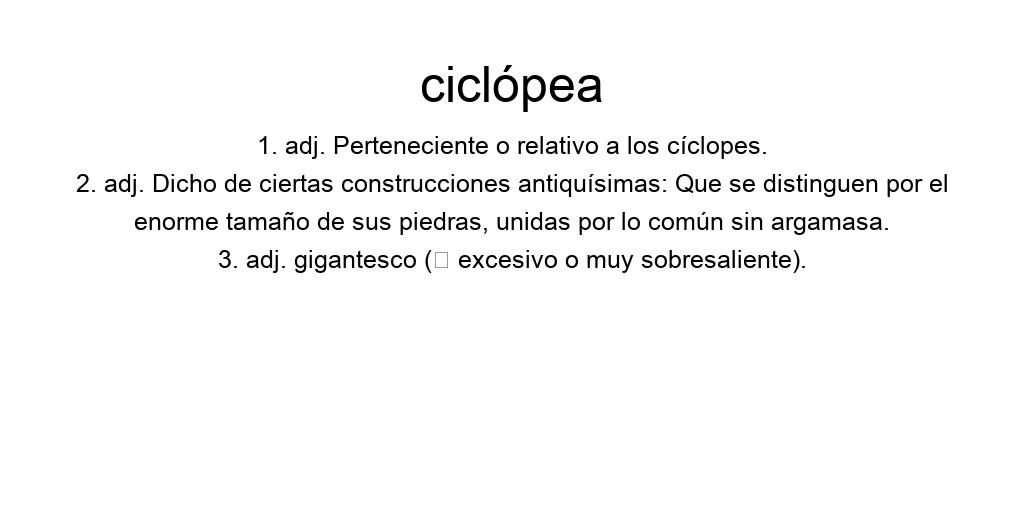 ciclópea
1. adj. Perteneciente o relativo a los cíclopes.
2. adj. Dicho de ciertas construcciones antiquísimas: Que se distinguen por el
enorme tamaño de sus piedras, unidas por lo común sin argamasa.
3. adj. gigantesco (□ excesivo o muy sobresaliente).